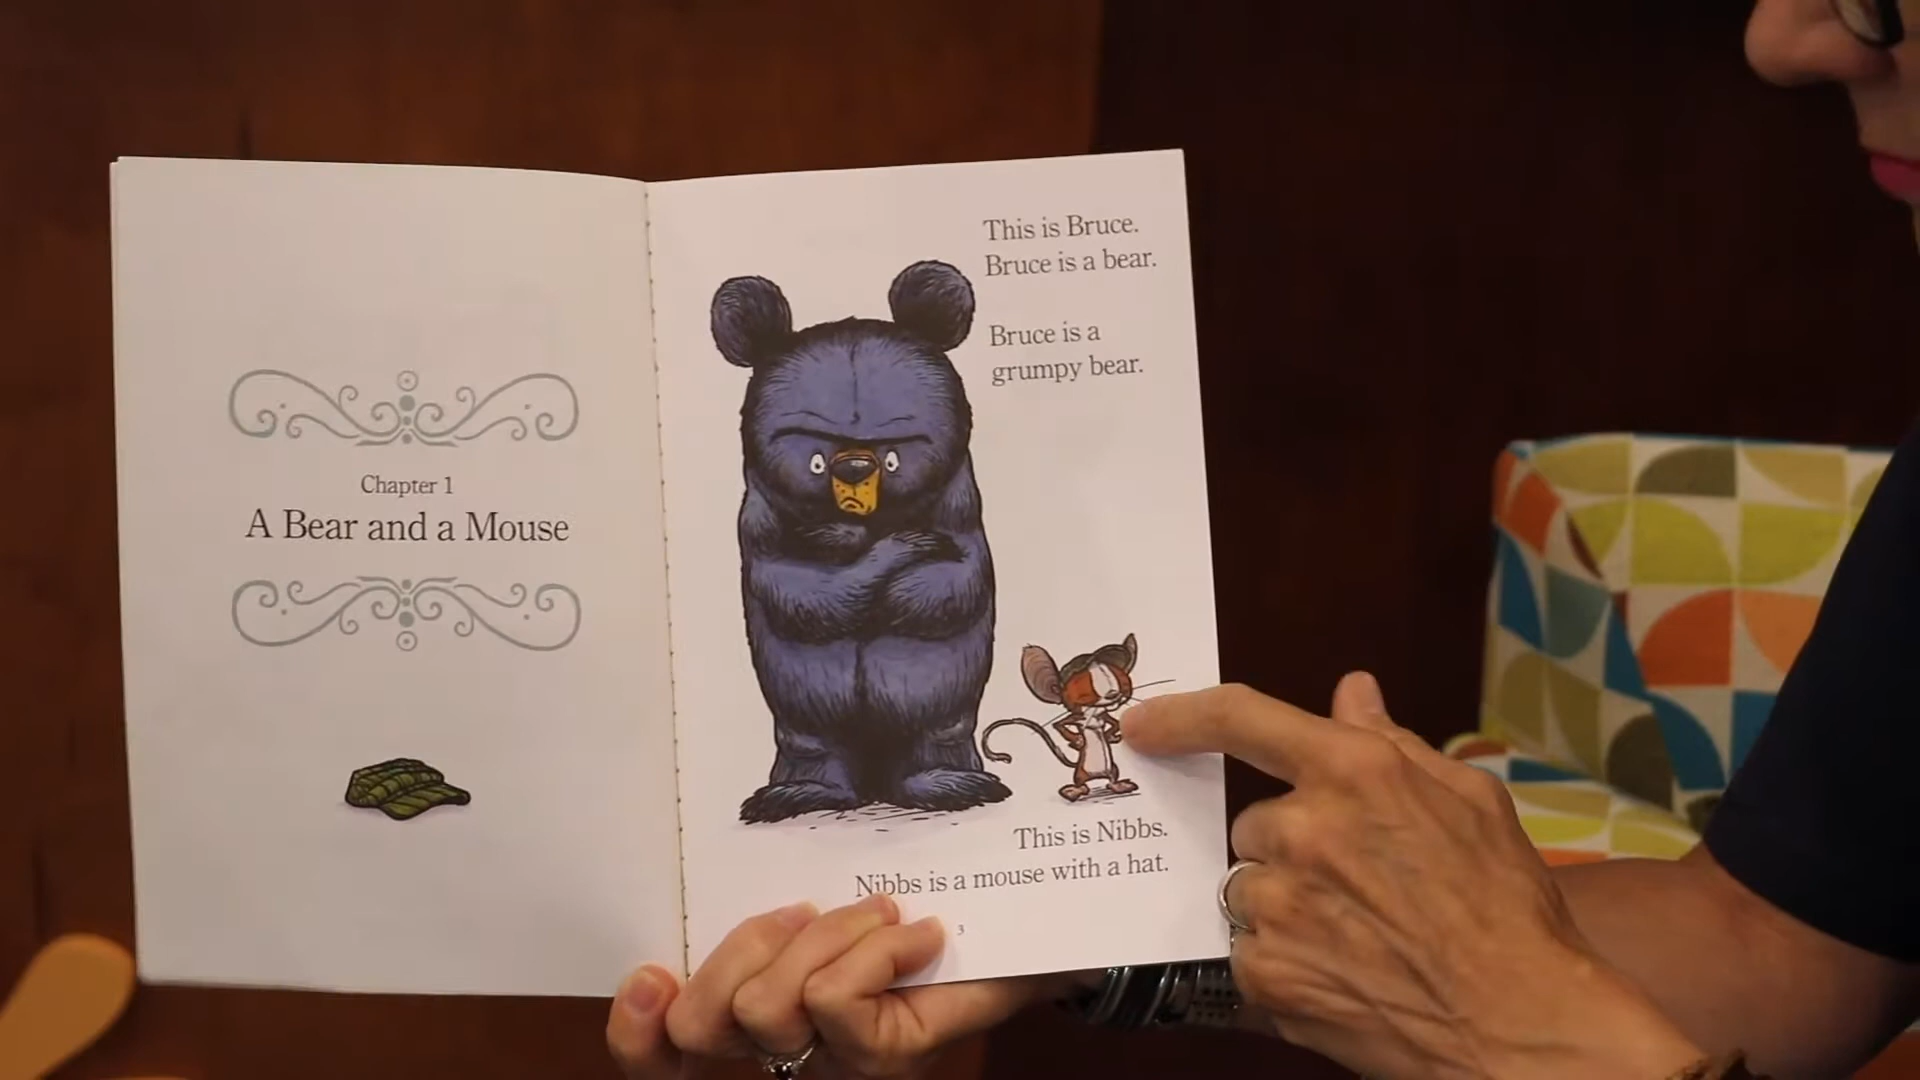 Chapter 1
A Bear and a Mouse
This is Bruce.
Bruce is a bear.
Bruce is a
grumpy bear.
This is Nibbs.
Nibbs is a mouse with a hat.
3